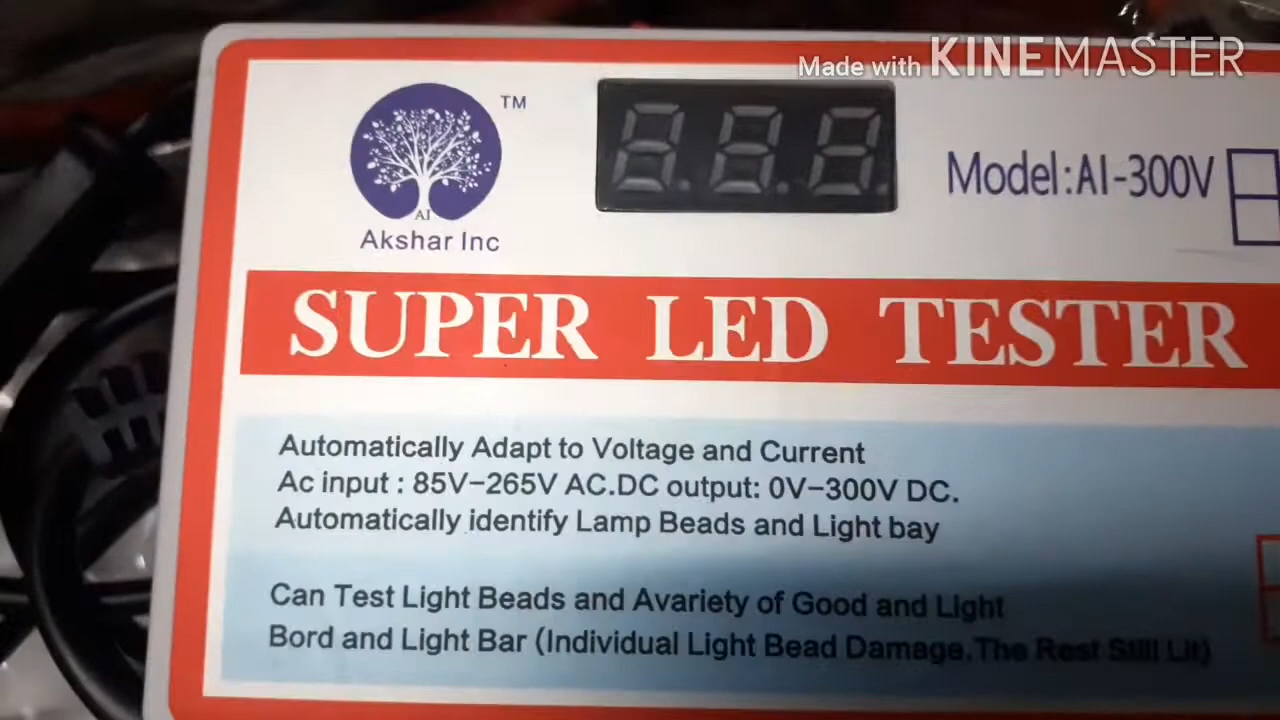 Made with KINEMASTER
TM
AI
Akshar Inc
Model:AI-300V
SUPER LED TESTER
Automatically Adapt to Voltage and Current
Ac input : 85V-265V AC.DC output: 0V-300V DC.
Automatically identify Lamp Beads and Light bay
Can Test Light Beads and Avariety of Good and Light
Bord and Light Bar (Individual Light Bead Damage.The Rest Still Lit)